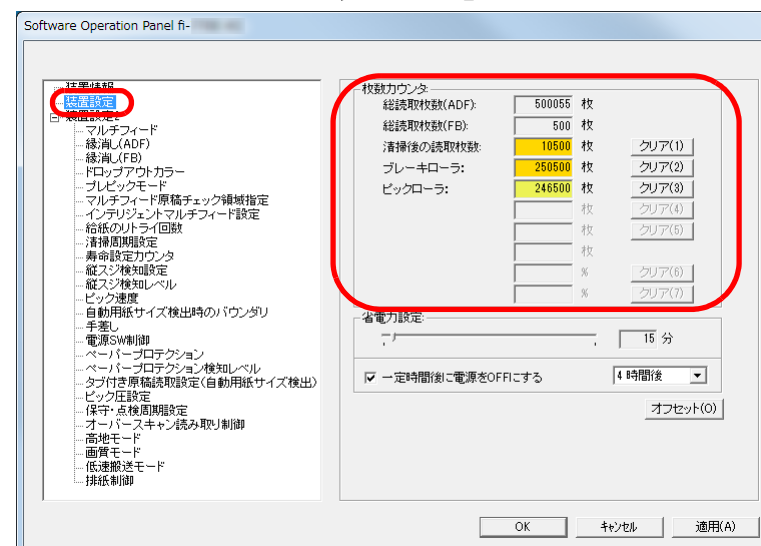 Software Operation Panel fi-
装置情報
装置設定
装置設定2
マルチフィード
縁消し(ADF)
縁消し(FB)
ドロップアウトカラー
プレピックモード
マルチフィード原稿チェック領域指定
インテリジェントマルチフィード設定
給紙のリトライ回数
清掃周期設定
寿命設定カウンタ
縦スジ検知設定
縦スジ検知レベル
ピック速度
自動用紙サイズ検出時のバウンダリ
手差し
電源SW制御
ペーパープロテクション
ペーパープロテクション検知レベル
タブ付き原稿読取設定(自動用紙サイズ検出)
ピック圧設定
保守・点検周期設定
オーバースキャン読み取り制御
高地モード
画質モード
低速搬送モード
排紙制御
枚数カウンタ
総読取枚数(ADF): 500055 枚
総読取枚数(FB): 500 枚
清掃後の読取枚数: 10500 枚 クリア(1)
ブレーキローラ: 250500 枚 クリア(2)
ピックローラ: 246500 枚 クリア(3)
枚 クリア(4)
枚 クリア(5)
枚
% クリア(6)
% クリア(7)
省電力設定:
15 分
一定時間後に電源をOFFにする 4 時間後
オフセット(O)
OK キャンセル 適用(A)